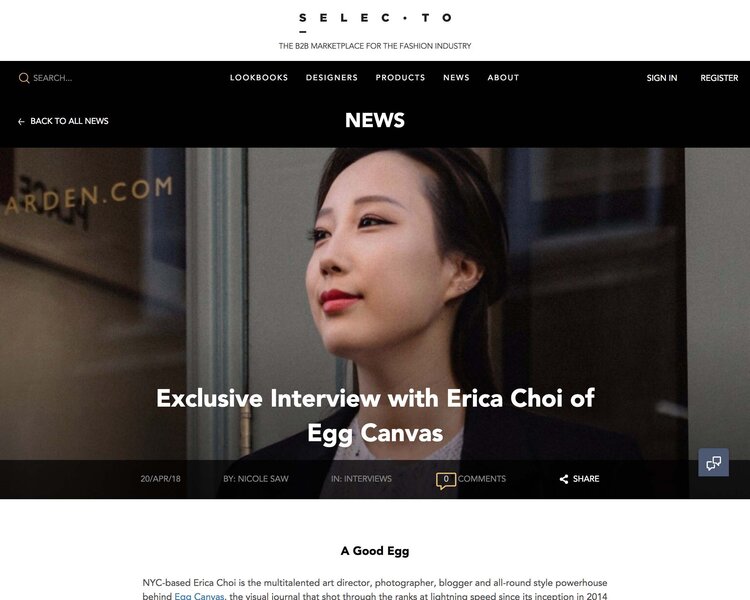 SELEC·TO
THE B2B MARKETPLACE FOR THE FASHION INDUSTRY
SEARCH...
LOOKBOOKS DESIGNERS PRODUCTS NEWS ABOUT
SIGN IN REGISTER
← BACK TO ALL NEWS
NEWS
ARDEN.COM
Exclusive Interview with Erica Choi of
Egg Canvas
20/APR/18 BY: NICOLE SAW IN: INTERVIEWS 0 COMMENTS SHARE
A Good Egg
NYC-based Erica Choi is the multitalented art director, photographer, blogger and all-round style powerhouse
behind Egg Canvas, the visual journal that shot through the ranks at lightning speed since its inception in 2014